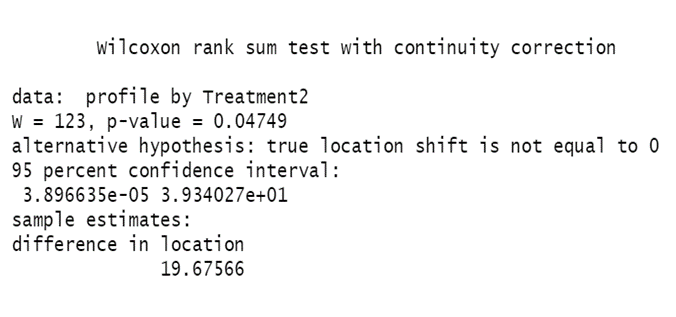 Wilcoxon rank sum test with continuity correction
data: profile by Treatment2
W = 123, p-value = 0.04749
alternative hypothesis: true location shift is not equal to 0
95 percent confidence interval:
3.896635e-05 3.934027e+01
sample estimates:
difference in location
19.67566